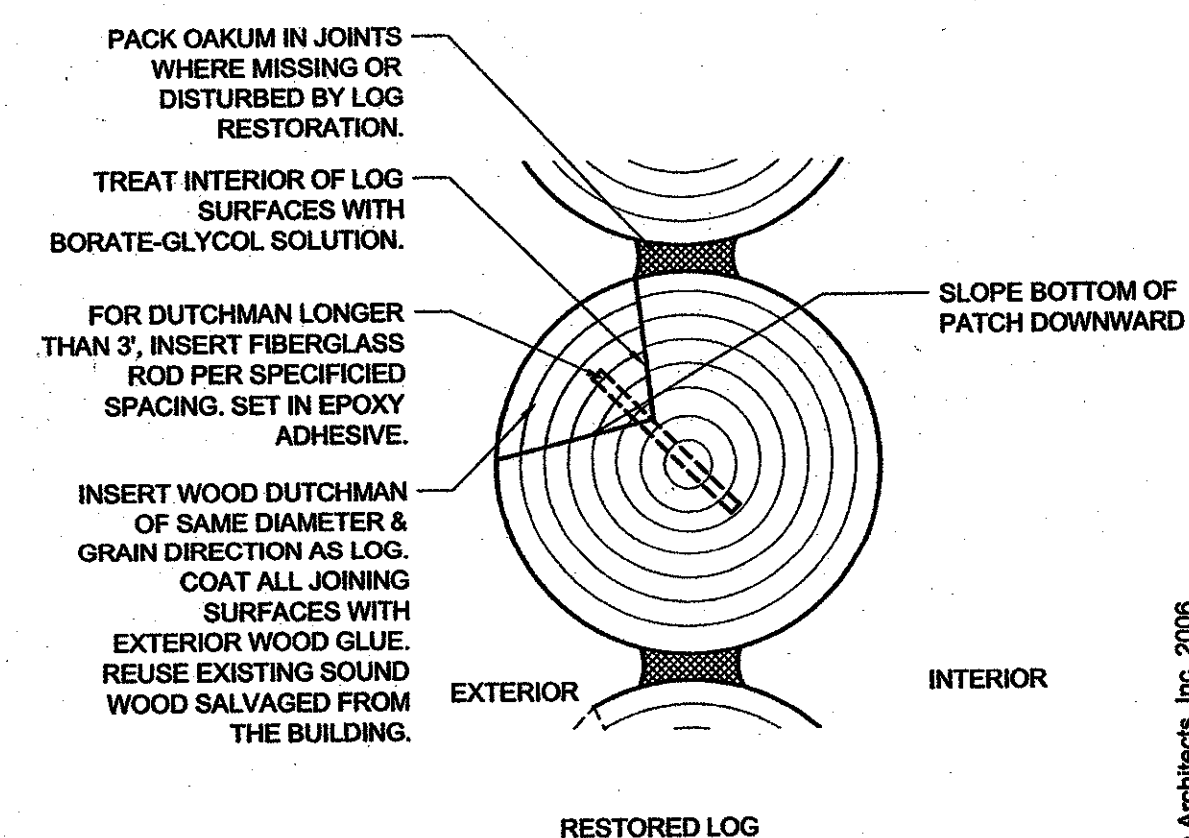 PACK OAKUM IN JOINTS
WHERE MISSING OR
DISTURBED BY LOG
RESTORATION.
TREAT INTERIOR OF LOG
SURFACES WITH
BORATE-GLYCOL SOLUTION.
FOR DUTCHMAN LONGER
THAN 3', INSERT FIBERGLASS
ROD PER SPECIFICIED
SPACING. SET IN EPOXY
ADHESIVE.
INSERT WOOD DUTCHMAN
OF SAME DIAMETER &
GRAIN DIRECTION AS LOG.
COAT ALL JOINING
SURFACES WITH
EXTERIOR WOOD GLUE.
REUSE EXISTING SOUND
WOOD SALVAGED FROM
THE BUILDING.
SLOPE BOTTOM OF
PATCH DOWNWARD
EXTERIOR
INTERIOR
RESTORED LOG
Architects, Inc. 2006